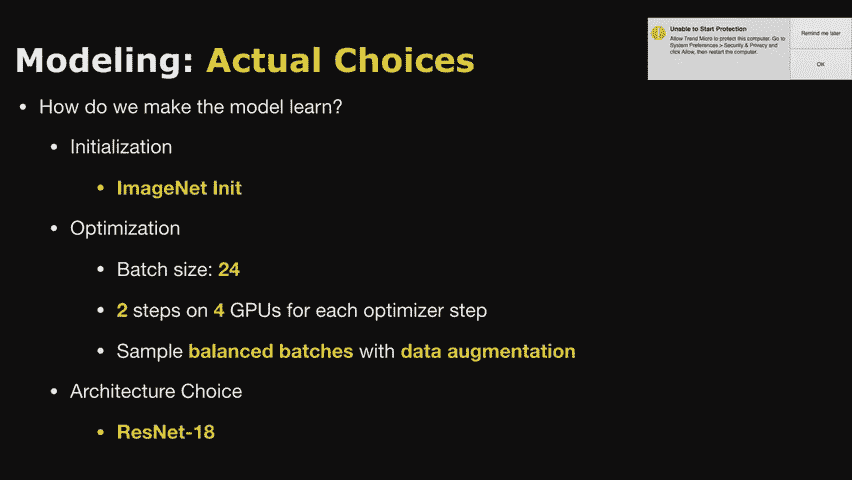 Modeling: Actual Choices
• How do we make the model learn?
• Initialization
• ImageNet Init
• Optimization
• Batch size: 24
• 2 steps on 4 GPUs for each optimizer step
• Sample balanced batches with data augmentation
• Architecture Choice
• ResNet-18
Unable to Start Protection
Allow Trend Micro to protect this computer. Go to
System Preferences > Security & Privacy and
click Allow, then restart the computer.
Remind me later
OK